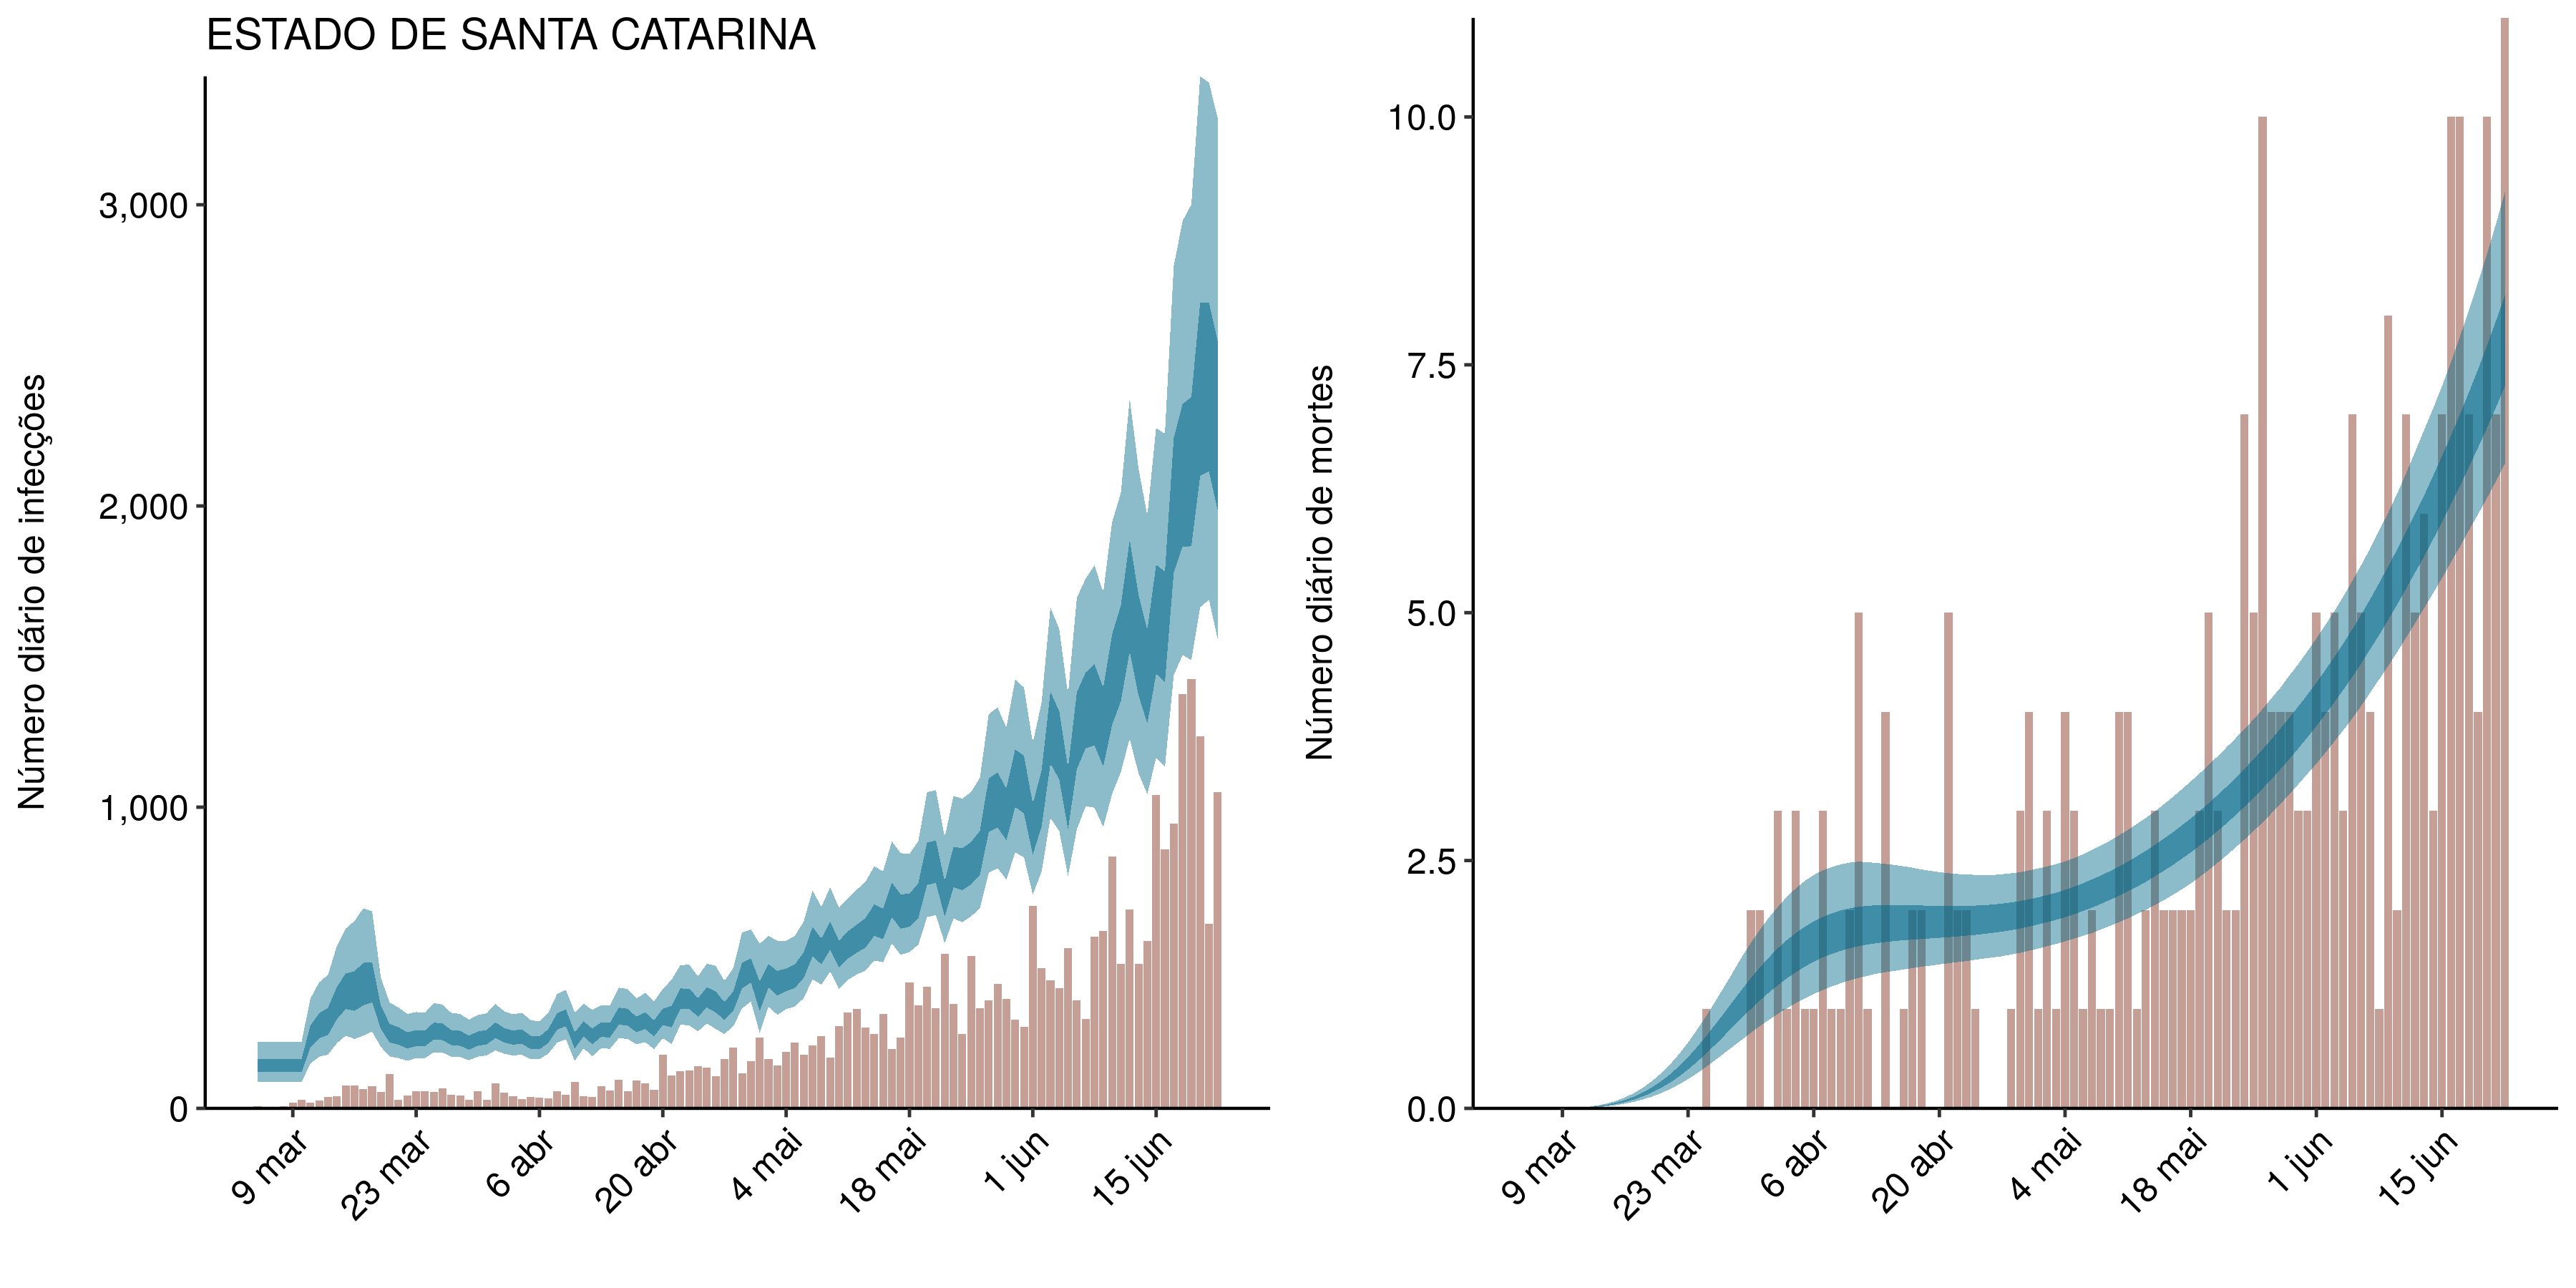 ESTADO DE SANTA CATARINA
Número diário de infecções
3,000
2,000
1,000
0
9 mar
23 mar
6 abr
20 abr
4 mai
18 mai
1 jun
15 jun
Número diário de mortes
10.0
7.5
5.0
2.5
0.0
9 mar
23 mar
6 abr
20 abr
4 mai
18 mai
1 jun
15 jun